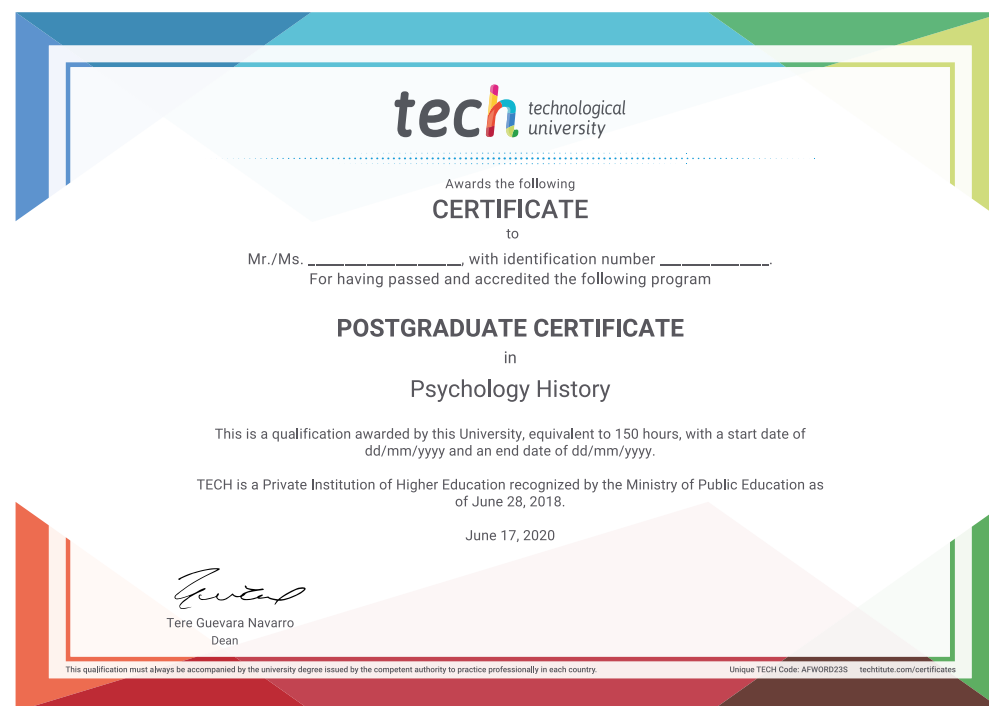 tech technological
university
Awards the following
CERTIFICATE
to
Mr./Ms. ____________________, with identification number ______________.
For having passed and accredited the following program
POSTGRADUATE CERTIFICATE
in
Psychology History
This is a qualification awarded by this University, equivalent to 150 hours, with a start date of
dd/mm/yyyy and an end date of dd/mm/yyyy.
TECH is a Private Institution of Higher Education recognized by the Ministry of Public Education as
of June 28, 2018.
June 17, 2020
Tere Guevara Navarro
Dean
This qualification must always be accompanied by the university degree issued by the competent authority to practice professionally in each country. Unique TECH Code: AFWORD23S techtitute.com/certificates